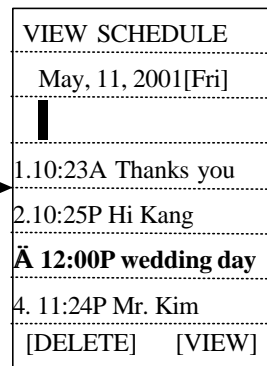 VIEW SCHEDULE
May, 11, 2001[Fri]
1.10:23A Thanks you
2.10:25P Hi Kang
Ä 12:00P wedding day
4. 11:24P Mr. Kim
[DELETE] [VIEW]